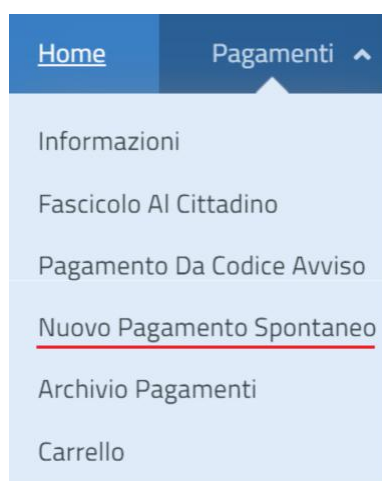 Home Pagamenti
Informazioni
Fascicolo Al Cittadino
Pagamento Da Codice Avviso
Nuovo Pagamento Spontaneo
Archivio Pagamenti
Carrello